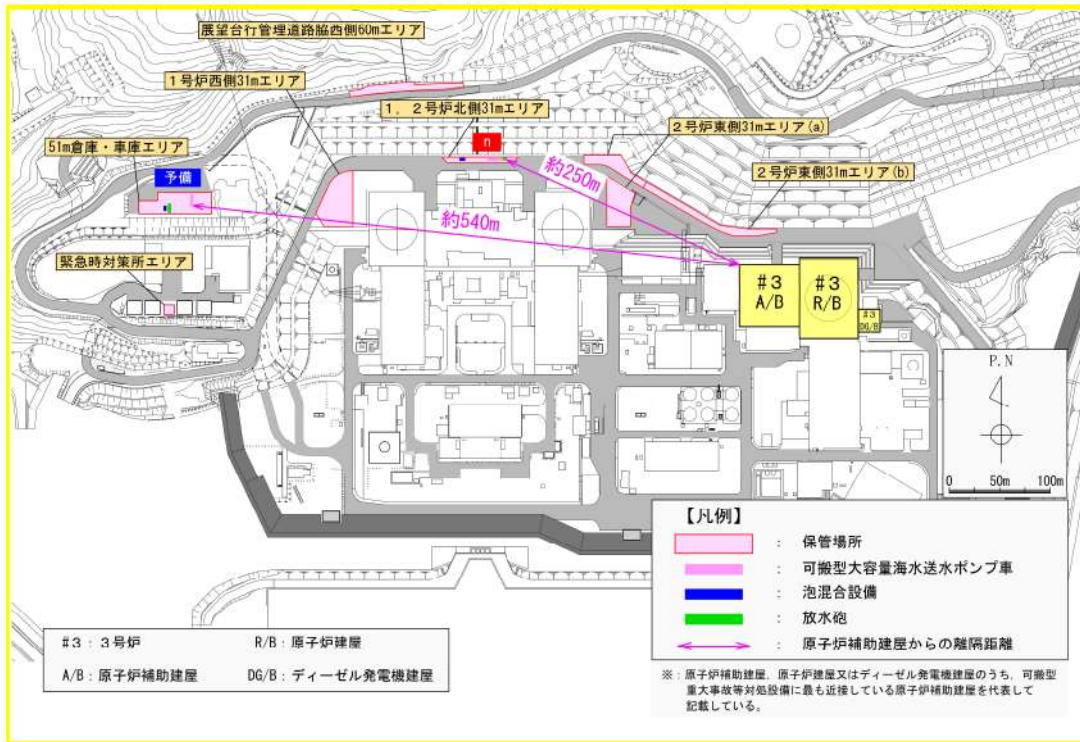 展望台行管理道路脇西側60mエリア
1号炉西側31mエリア
1，2号炉北側31mエリア
51m倉庫・車庫エリア
n
2号炉東側31mエリア(a)
予備
約250m
2号炉東側31mエリア(b)
約540m
緊急時対策所エリア
#3
A/B
#3
R/B
#3
DG/B
P.N
0 50m 100m
【凡例】
： 保管場所
： 可搬型大容量海水送水ポンプ車
： 泡混合設備
： 放水砲
： 原子炉補助建屋からの離隔距離
#3：3号炉 R/B：原子炉建屋
A/B：原子炉補助建屋 DG/B：ディーゼル発電機建屋
※：原子炉補助建屋，原子炉建屋又はディーゼル発電機建屋のうち，可搬型
重大事故等対処設備に最も近接している原子炉補助建屋を代表して
記載している。